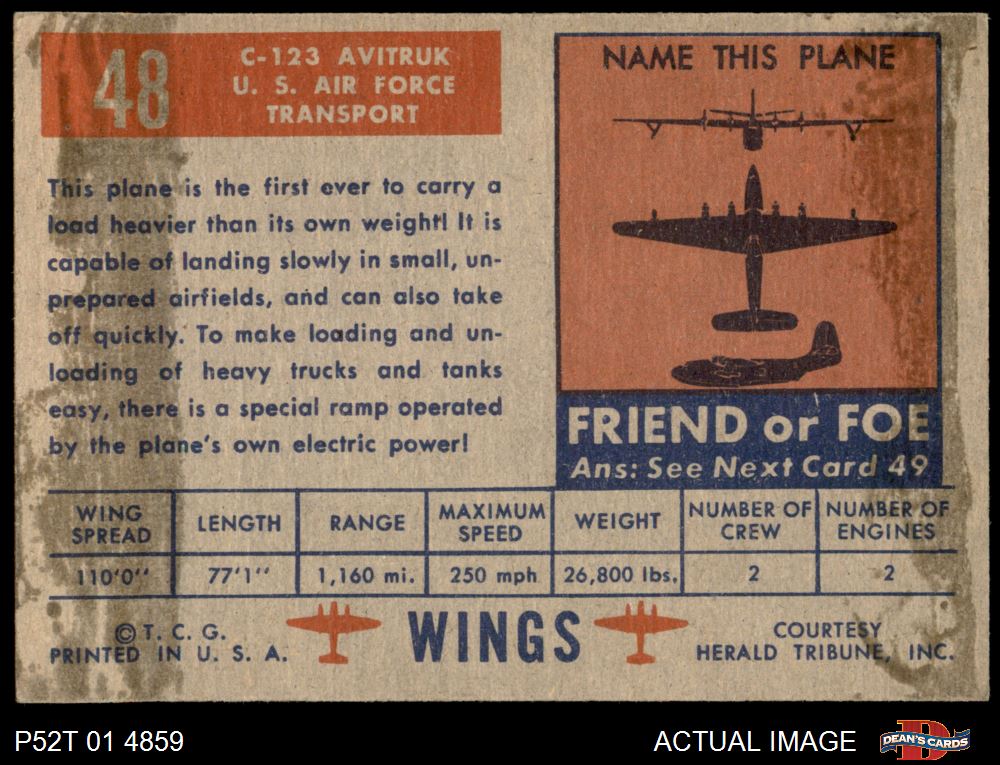 48
C-123 AVITRUK
U. S. AIR FORCE
TRANSPORT
This plane is the first ever to carry a
load heavier than its own weight! It is
capable of landing slowly in small, un-
prepared airfields, and can also take
off quickly. To make loading and un-
loading of heavy trucks and tanks
easy, there is a special ramp operated
by the plane's own electric power!
NAME THIS PLANE
FRIEND or FOE
Ans: See Next Card 49
WING SPREAD LENGTH RANGE MAXIMUM SPEED WEIGHT NUMBER OF CREW NUMBER OF ENGINES
110'0'' 77'1'' 1,160 mi. 250 mph 26,800 lbs. 2 2
© T. C. G.
PRINTED IN U. S. A.
WINGS
COURTESY
HERALD TRIBUNE, INC.
P52T 01 4859
ACTUAL IMAGE
DEAN'S CARDS